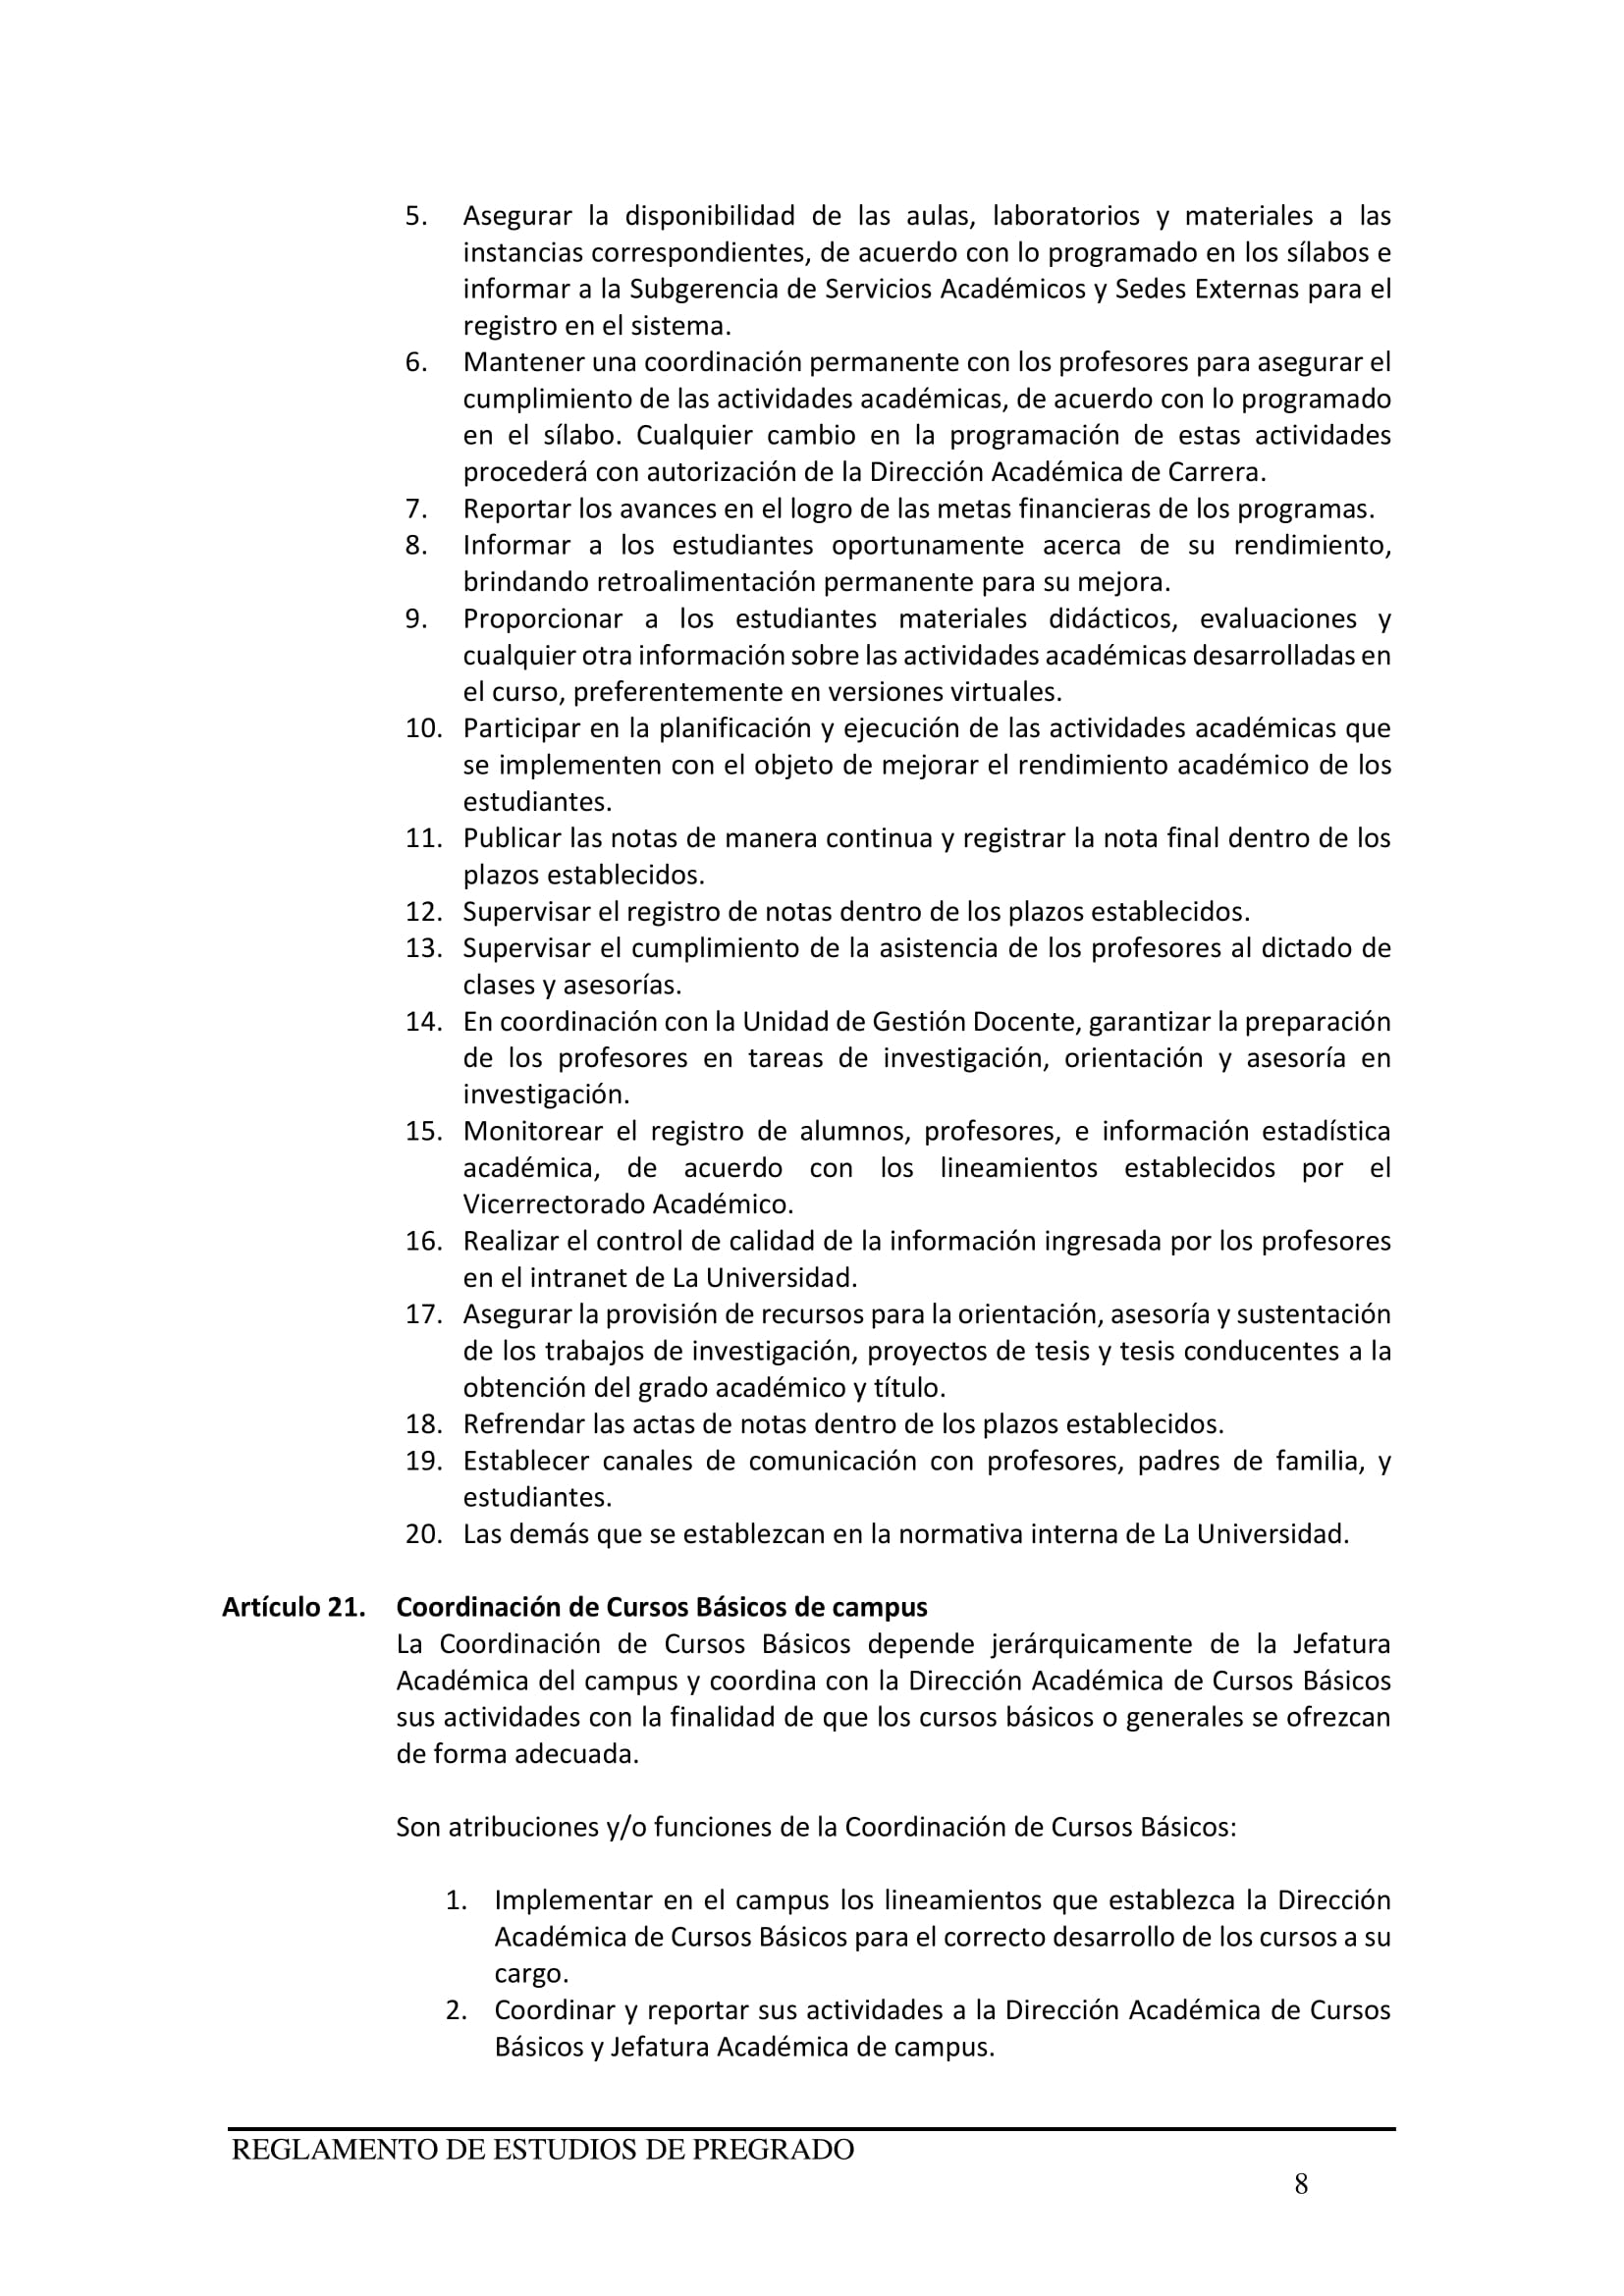 5. Asegurar la disponibilidad de las aulas, laboratorios y materiales a las
instancias correspondientes, de acuerdo con lo programado en los sílabos e
informar a la Subgerencia de Servicios Académicos y Sedes Externas para el
registro en el sistema.
6. Mantener una coordinación permanente con los profesores para asegurar el
cumplimiento de las actividades académicas, de acuerdo con lo programado
en el sílabo. Cualquier cambio en la programación de estas actividades
procederá con autorización de la Dirección Académica de Carrera.
7. Reportar los avances en el logro de las metas financieras de los programas.
8. Informar a los estudiantes oportunamente acerca de su rendimiento,
brindando retroalimentación permanente para su mejora.
9. Proporcionar a los estudiantes materiales didácticos, evaluaciones y
cualquier otra información sobre las actividades académicas desarrolladas en
el curso, preferentemente en versiones virtuales.
10. Participar en la planificación y ejecución de las actividades académicas que
se implementen con el objeto de mejorar el rendimiento académico de los
estudiantes.
11. Publicar las notas de manera continua y registrar la nota final dentro de los
plazos establecidos.
12. Supervisar el registro de notas dentro de los plazos establecidos.
13. Supervisar el cumplimiento de la asistencia de los profesores al dictado de
clases y asesorías.
14. En coordinación con la Unidad de Gestión Docente, garantizar la preparación
de los profesores en tareas de investigación, orientación y asesoría en
investigación.
15. Monitorear el registro de alumnos, profesores, e información estadística
académica, de acuerdo con los lineamientos establecidos por el
Vicerrectorado Académico.
16. Realizar el control de calidad de la información ingresada por los profesores
en el intranet de La Universidad.
17. Asegurar la provisión de recursos para la orientación, asesoría y sustentación
de los trabajos de investigación, proyectos de tesis y tesis conducentes a la
obtención del grado académico y título.
18. Refrendar las actas de notas dentro de los plazos establecidos.
19. Establecer canales de comunicación con profesores, padres de familia, y
estudiantes.
20. Las demás que se establezcan en la normativa interna de La Universidad.
Artículo 21. Coordinación de Cursos Básicos de campus
La Coordinación de Cursos Básicos depende jerárquicamente de la Jefatura
Académica del campus y coordina con la Dirección Académica de Cursos Básicos
sus actividades con la finalidad de que los cursos básicos o generales se ofrezcan
de forma adecuada.
Son atribuciones y/o funciones de la Coordinación de Cursos Básicos:
1. Implementar en el campus los lineamientos que establezca la Dirección
Académica de Cursos Básicos para el correcto desarrollo de los cursos a su
cargo.
2. Coordinar y reportar sus actividades a la Dirección Académica de Cursos
Básicos y Jefatura Académica de campus.
REGLAMENTO DE ESTUDIOS DE PREGRADO
8